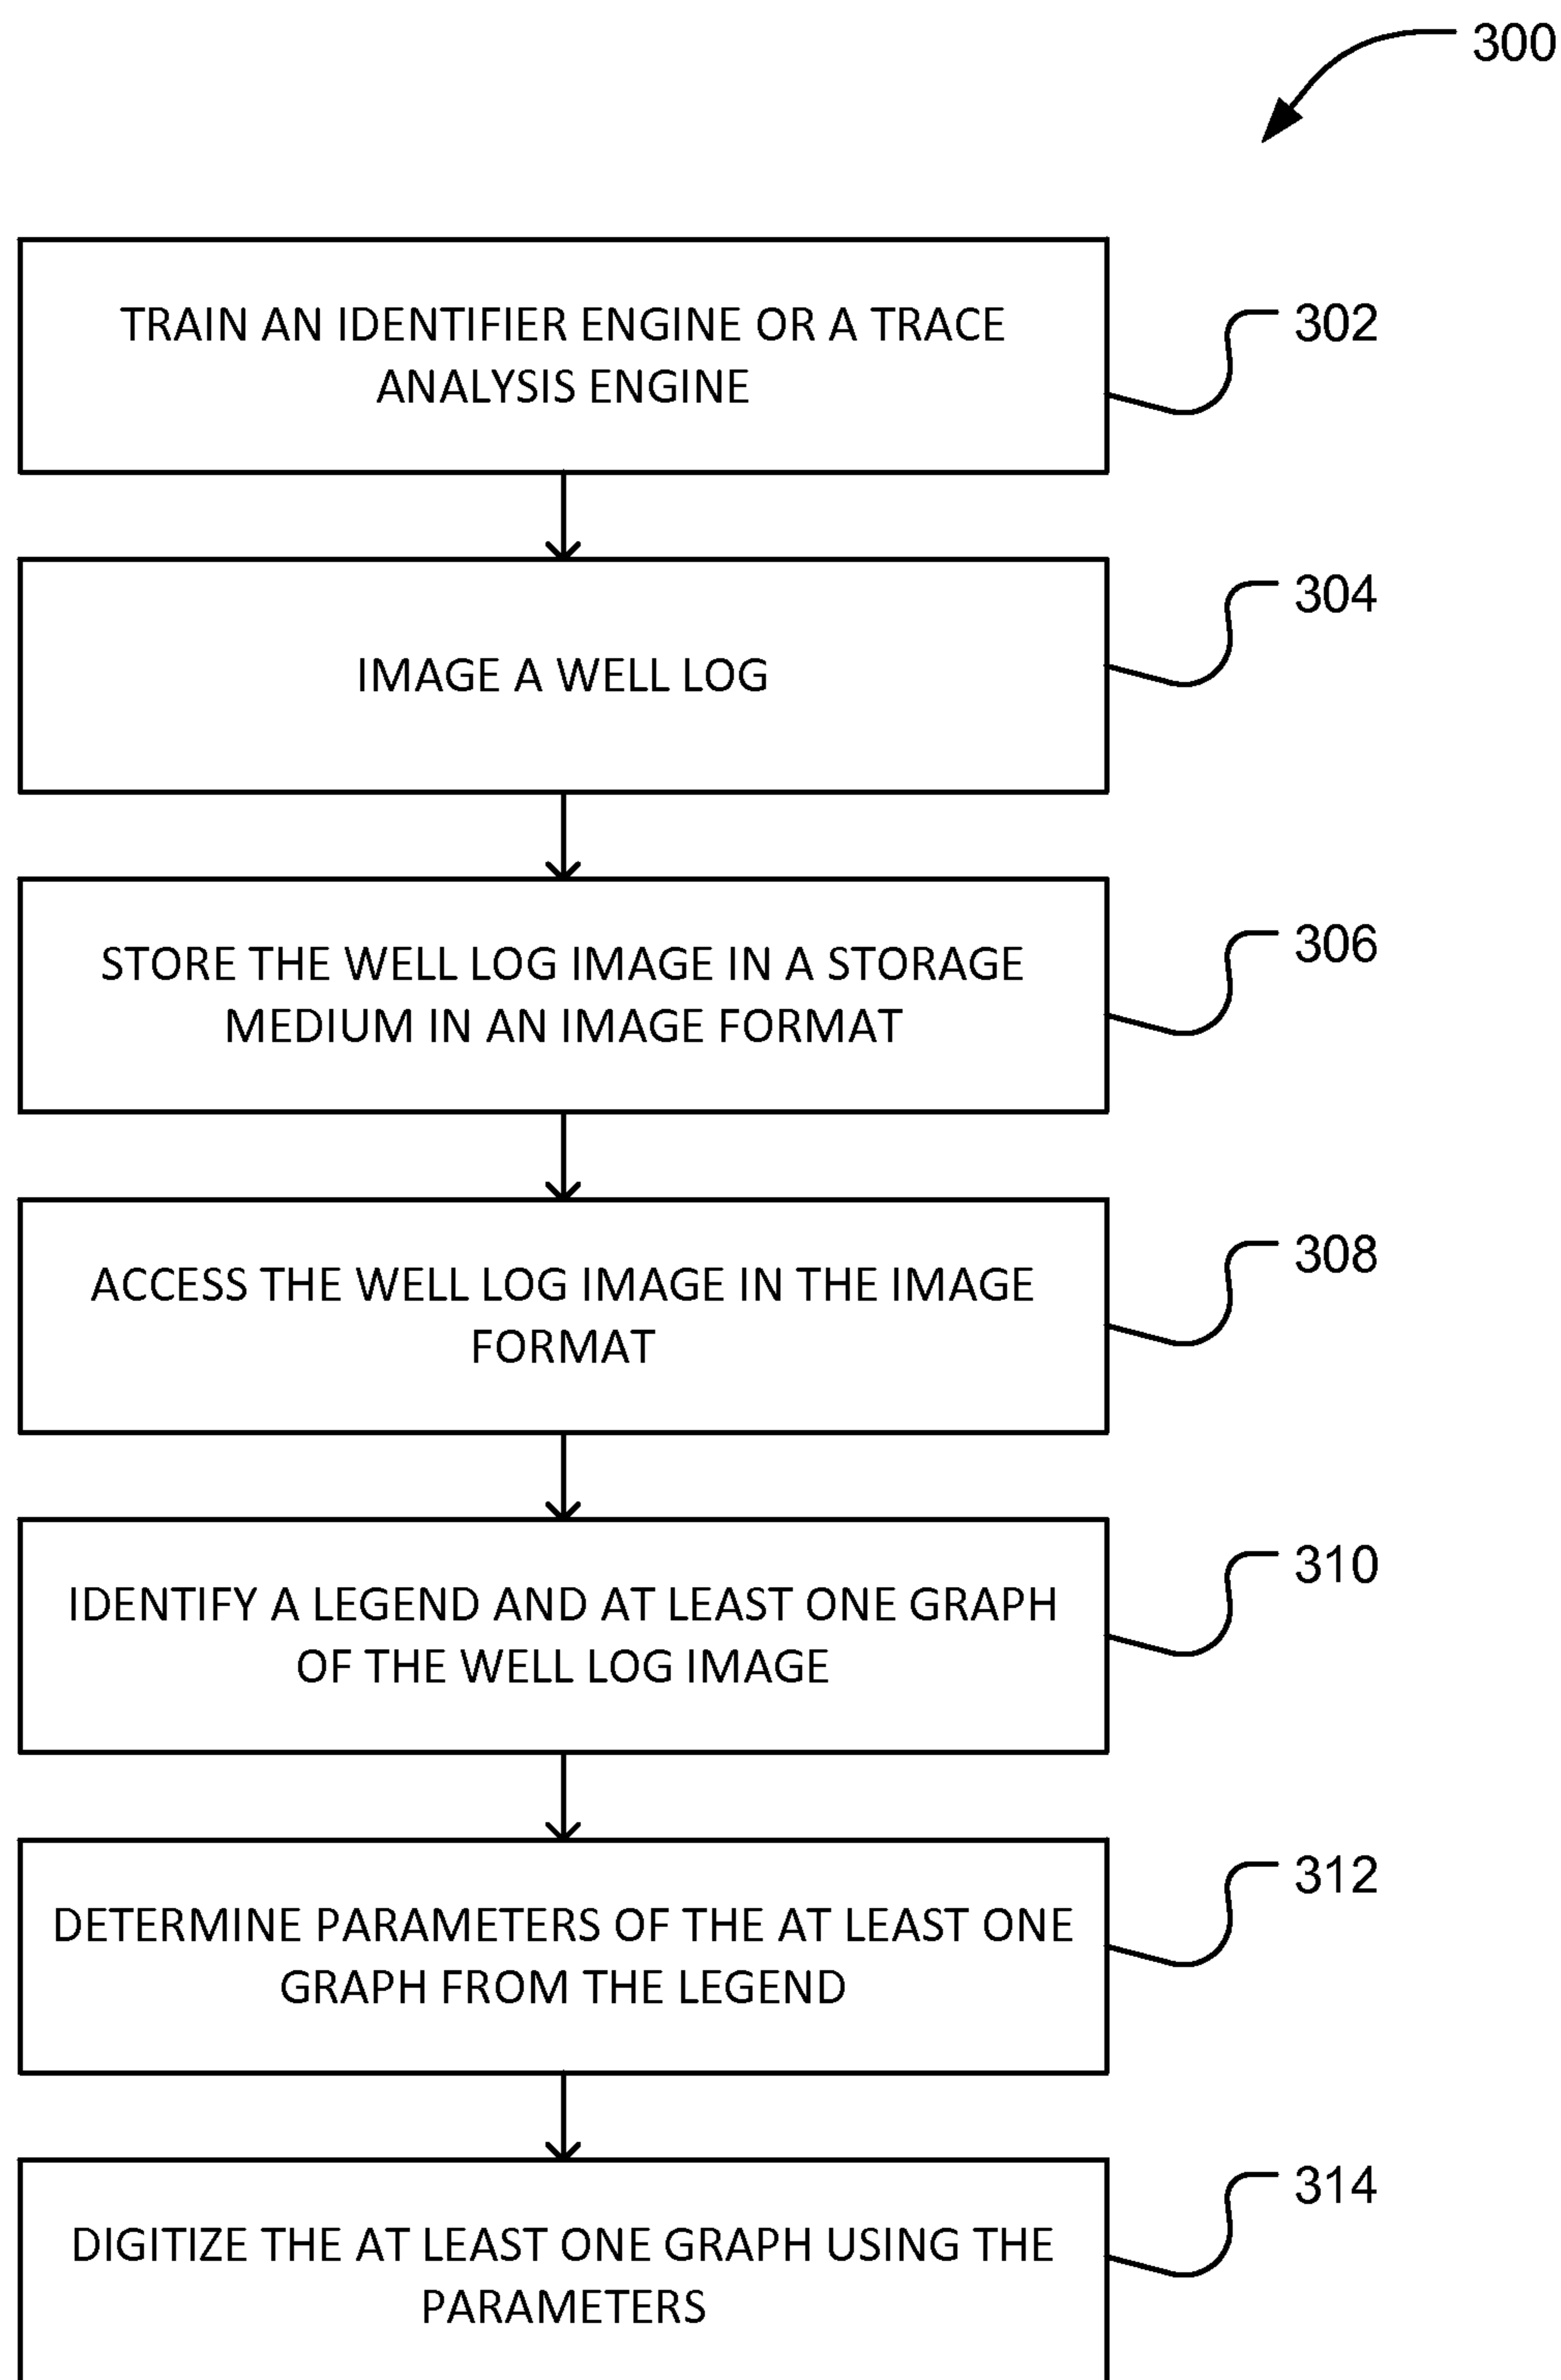 300
TRAIN AN IDENTIFIER ENGINE OR A TRACE
ANALYSIS ENGINE
302
IMAGE A WELL LOG
304
STORE THE WELL LOG IMAGE IN A STORAGE
MEDIUM IN AN IMAGE FORMAT
306
ACCESS THE WELL LOG IMAGE IN THE IMAGE
FORMAT
308
IDENTIFY A LEGEND AND AT LEAST ONE GRAPH
OF THE WELL LOG IMAGE
310
DETERMINE PARAMETERS OF THE AT LEAST ONE
GRAPH FROM THE LEGEND
312
DIGITIZE THE AT LEAST ONE GRAPH USING THE
PARAMETERS
314